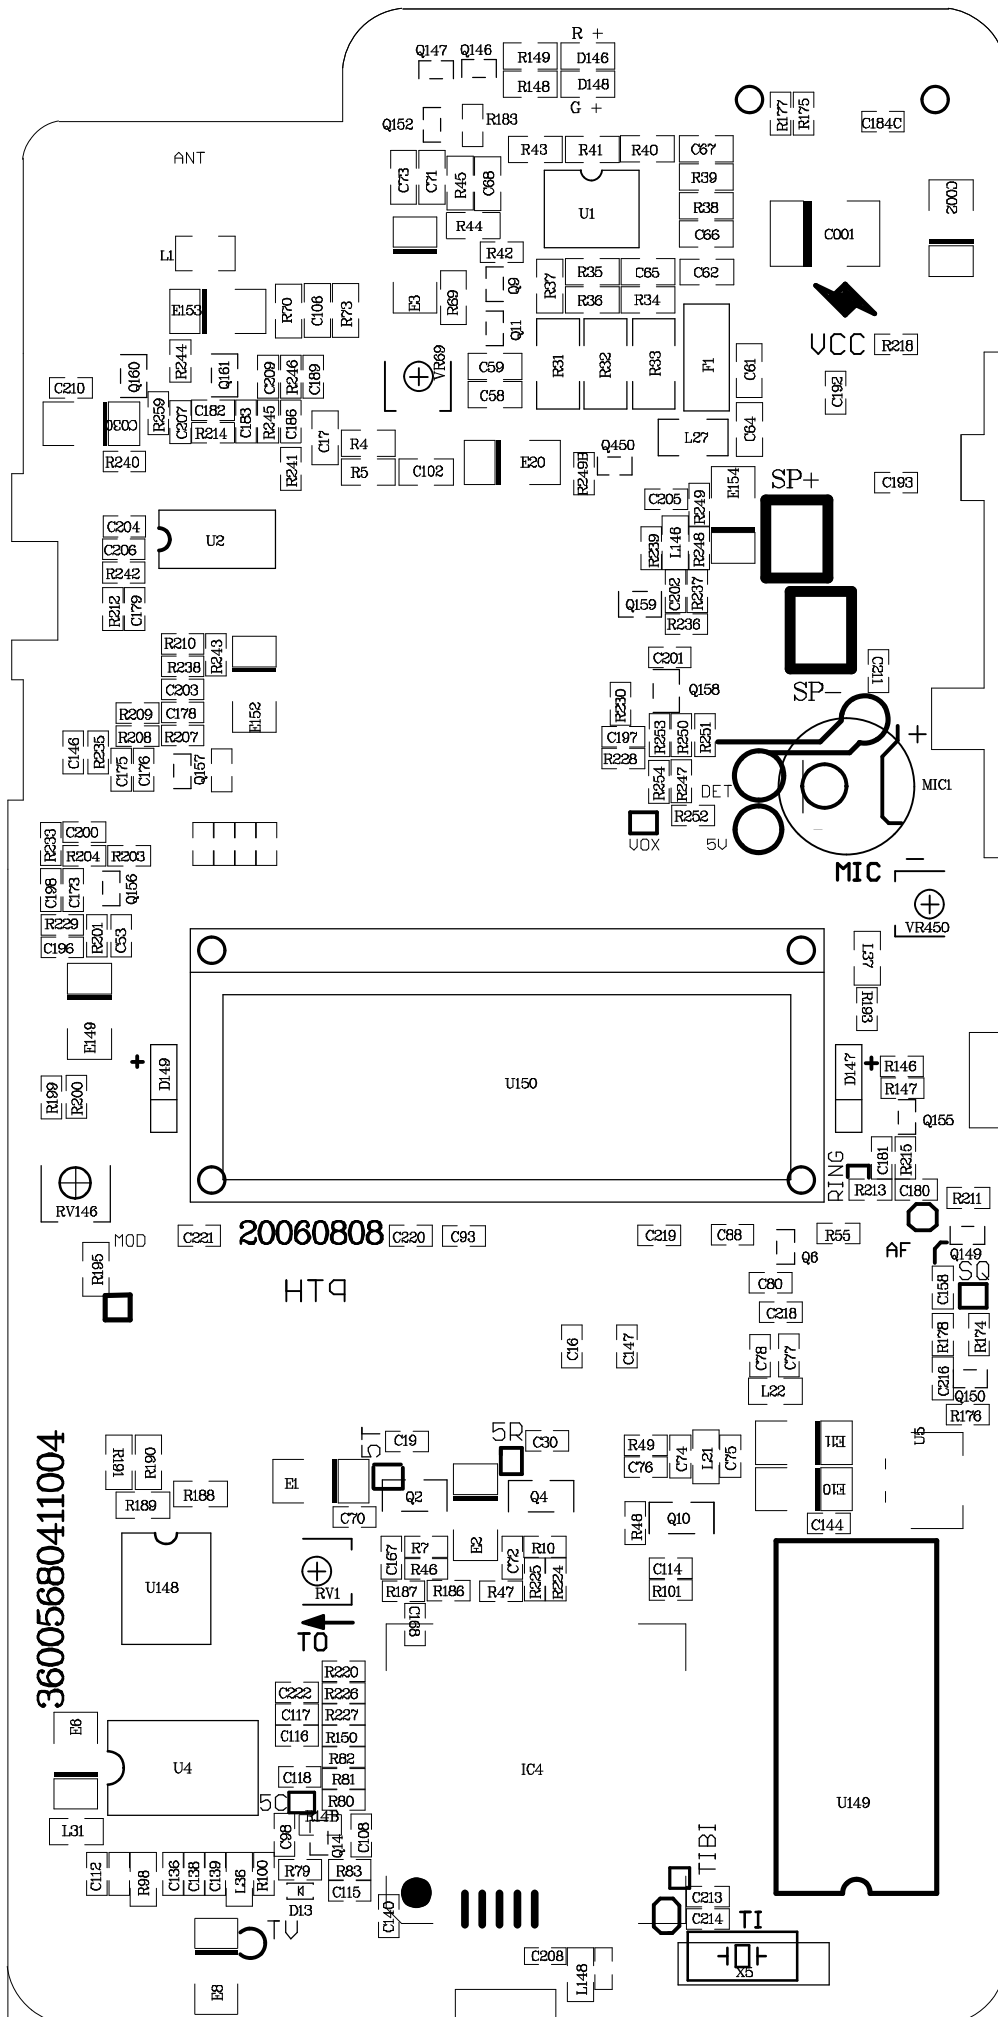 R +
Q147 Q146 R149 D146
R148 D148
G +
Q152 R183 R177 R175 C184C
ANT
R43 R41 R40 C67
C73 C71 R45 C68 R39
U1 R38 C002
R44 C66 C001
L1 R42
R37 R35 C65 C62
E153 R70 C108 R73 E3 R69 Q9 R36 R34
Q11
VCC R218
Q160 R244 Q161 C209 R246 C189 VR69 C59 R31 R32 R33 F1 C61
C210 C58 C192
R259 C207 C182 C183 R245 C186
C030 R214 C17 R4 L27 C64
R240 R241 R5 C102 E20 R249B Q450
E154 SP+ C193
C205 R249
C204 U2 R239 L146 R248
C206
R242
R212 C179 Q159 C202 R237
R236
R210 R243
R238 C201 C211
C203 Q158 SP-
R209 C178 E152 R230
R208 R207 C197 R253 R250 R251 +
C146 R235 C175 C176 Q157 R228
R254 R247 DET MIC1
R252
R233 C200 VOX 5V
R204 R203 MIC -
C198 C173 Q156
R229 R201 C53 VR450
C196 L37
R193
E149
+ D149 U150 D147 + R146
R147
R199 R200 Q155
C181 R215
RING
RV146 R213 C180 R211
MOD C221 20060808 C220 C93 C219 C88 R55 AF Q149
R195 Q6 SQ
HT9 C80 C158
C218
C16 C147 C78 C77 R178 R174
C216
L22 Q150
R176
5T C19 5R C30 R49 C74 L21 C75 E11 U5
R191 R190 C76
36005680411004
R189 R188 E1 Q2 Q4 E10
C70 R48 Q10 C144
C167 R7 E2 C72 R10
U148 R46 R225 R224 C114
RV1 R187 R186 R47 R101
C168
TO
R220
C222 R226
C117 R227
E6 C116 R150
U4 R82 IC4
C118 R81
5C R80 U149
L31 R14B
C98 Q14 C108 TIBI
C112 R98 C136 C138 C139 L36 R100 R79 R83
C115 C213
D13 C140 C214
TV TI
C208 L148 X5
E8